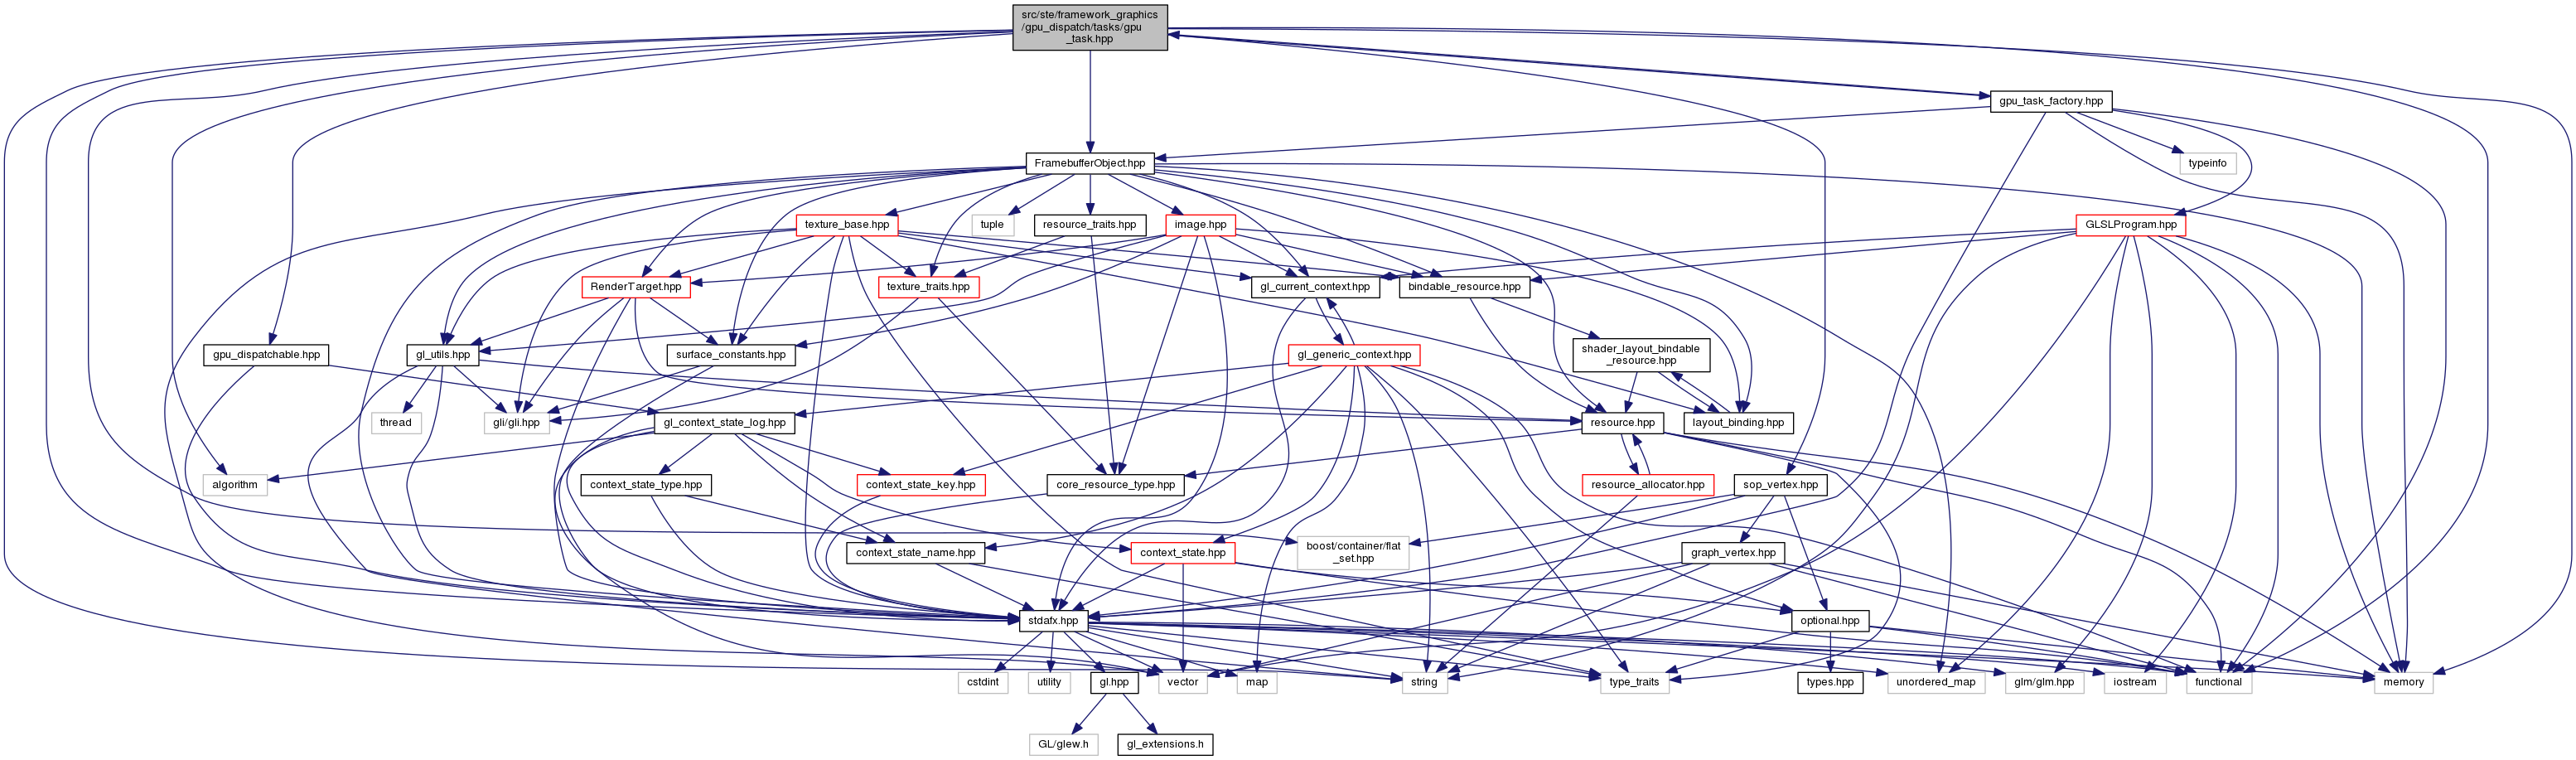 src/ste/framework_graphics
/gpu_dispatch/tasks/gpu
_task.hpp
gpu_task_factory.hpp
FramebufferObject.hpp
typeinfo
texture_base.hpp
tuple
resource_traits.hpp
image.hpp
GLSLProgram.hpp
RenderTarget.hpp
texture_traits.hpp
gl_current_context.hpp
bindable_resource.hpp
gpu_dispatchable.hpp
gl_utils.hpp
surface_constants.hpp
gl_generic_context.hpp
shader_layout_bindable
_resource.hpp
thread
gli/gli.hpp
gl_context_state_log.hpp
resource.hpp
layout_binding.hpp
algorithm
context_state_type.hpp
context_state_key.hpp
core_resource_type.hpp
resource_allocator.hpp
sop_vertex.hpp
context_state_name.hpp
context_state.hpp
boost/container/flat
_set.hpp
graph_vertex.hpp
stdafx.hpp
optional.hpp
cstdint
utility
gl.hpp
vector
map
string
type_traits
types.hpp
unordered_map
glm/glm.hpp
iostream
functional
memory
GL/glew.h
gl_extensions.h